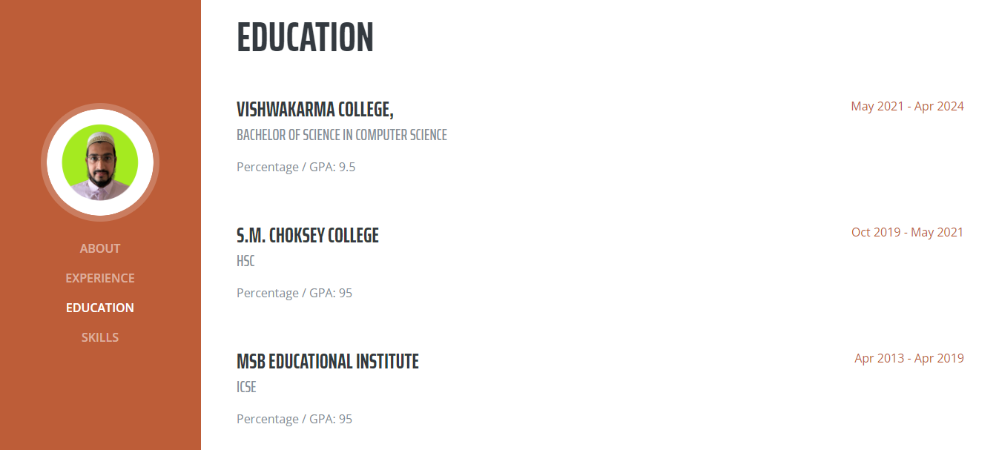 ABOUT
EXPERIENCE
EDUCATION
SKILLS
EDUCATION
VISHWAKARMA COLLEGE,
May 2021 - Apr 2024
BACHELOR OF SCIENCE IN COMPUTER SCIENCE
Percentage / GPA: 9.5
S.M. CHOKSEY COLLEGE
Oct 2019 - May 2021
HSC
Percentage / GPA: 95
MSB EDUCATIONAL INSTITUTE
Apr 2013 - Apr 2019
ICSE
Percentage / GPA: 95